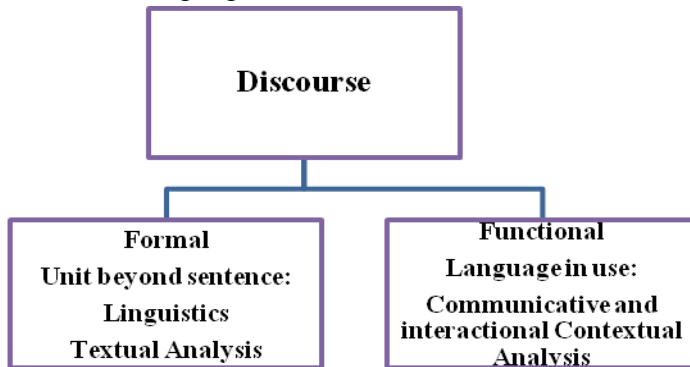 Discourse
Formal
Unit beyond sentence:
Linguistics
Textual Analysis
Functional
Language in use:
Communicative and
interactional Contextual
Analysis